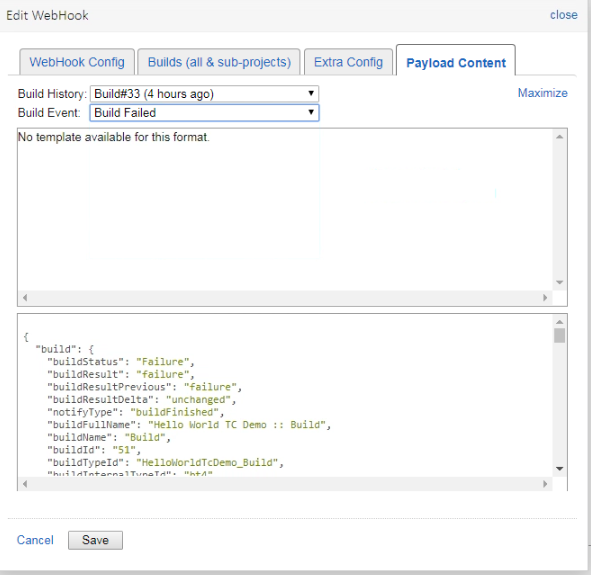 Edit WebHook close
WebHook Config Builds (all & sub-projects) Extra Config Payload Content
Build History: Build#33 (4 hours ago) Maximize
Build Event: Build Failed
No template available for this format.
{
"build": {
"buildStatus": "Failure",
"buildResult": "failure",
"buildResultPrevious": "failure",
"buildResultDelta": "unchanged",
"notifyType": "buildFinished",
"buildFullName": "Hello World TC Demo :: Build",
"buildName": "Build",
"buildId": "51",
"buildTypeId": "HelloWorldTcDemo_Build",
"buildInternalTypeId": "bt4"
Cancel Save